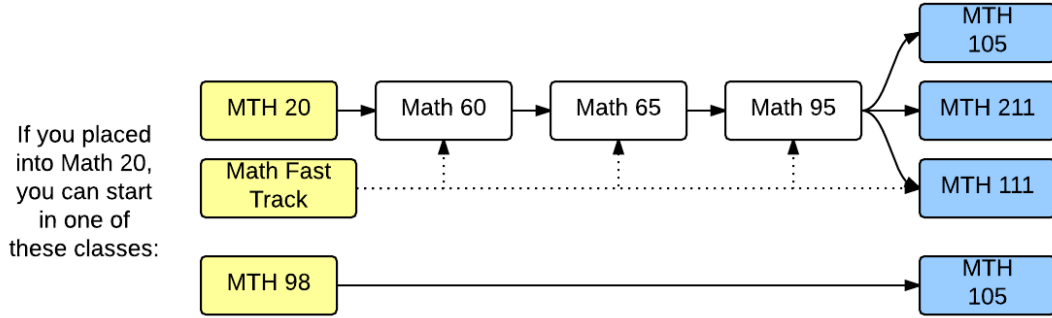 MTH
105
MTH 20
Math 60
Math 65
Math 95
MTH 211
If you placed
into Math 20,
you can start
in one of
these classes:
Math Fast
Track
MTH 111
MTH 98
MTH
105